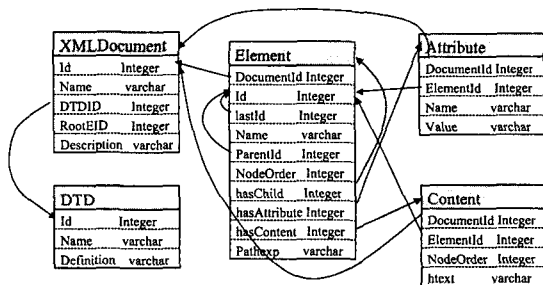 XMLDocument
Id Integer
Name varchar
DTDID Integer
RootEID Integer
Description varchar
DTD
Id Integer
Name varchar
Definition varchar
Element
DocumentId Integer
Id Integer
lastId Integer
Name varchar
ParentId Integer
NodeOrder Integer
hasChild Integer
hasAttribute Integer
hasContent Integer
Pathexp varchar
Attribute
DocumentId Integer
ElementId Integer
Name varchar
Value varchar
Content
DocumentId Integer
ElementId Integer
NodeOrder Integer
htext varchar